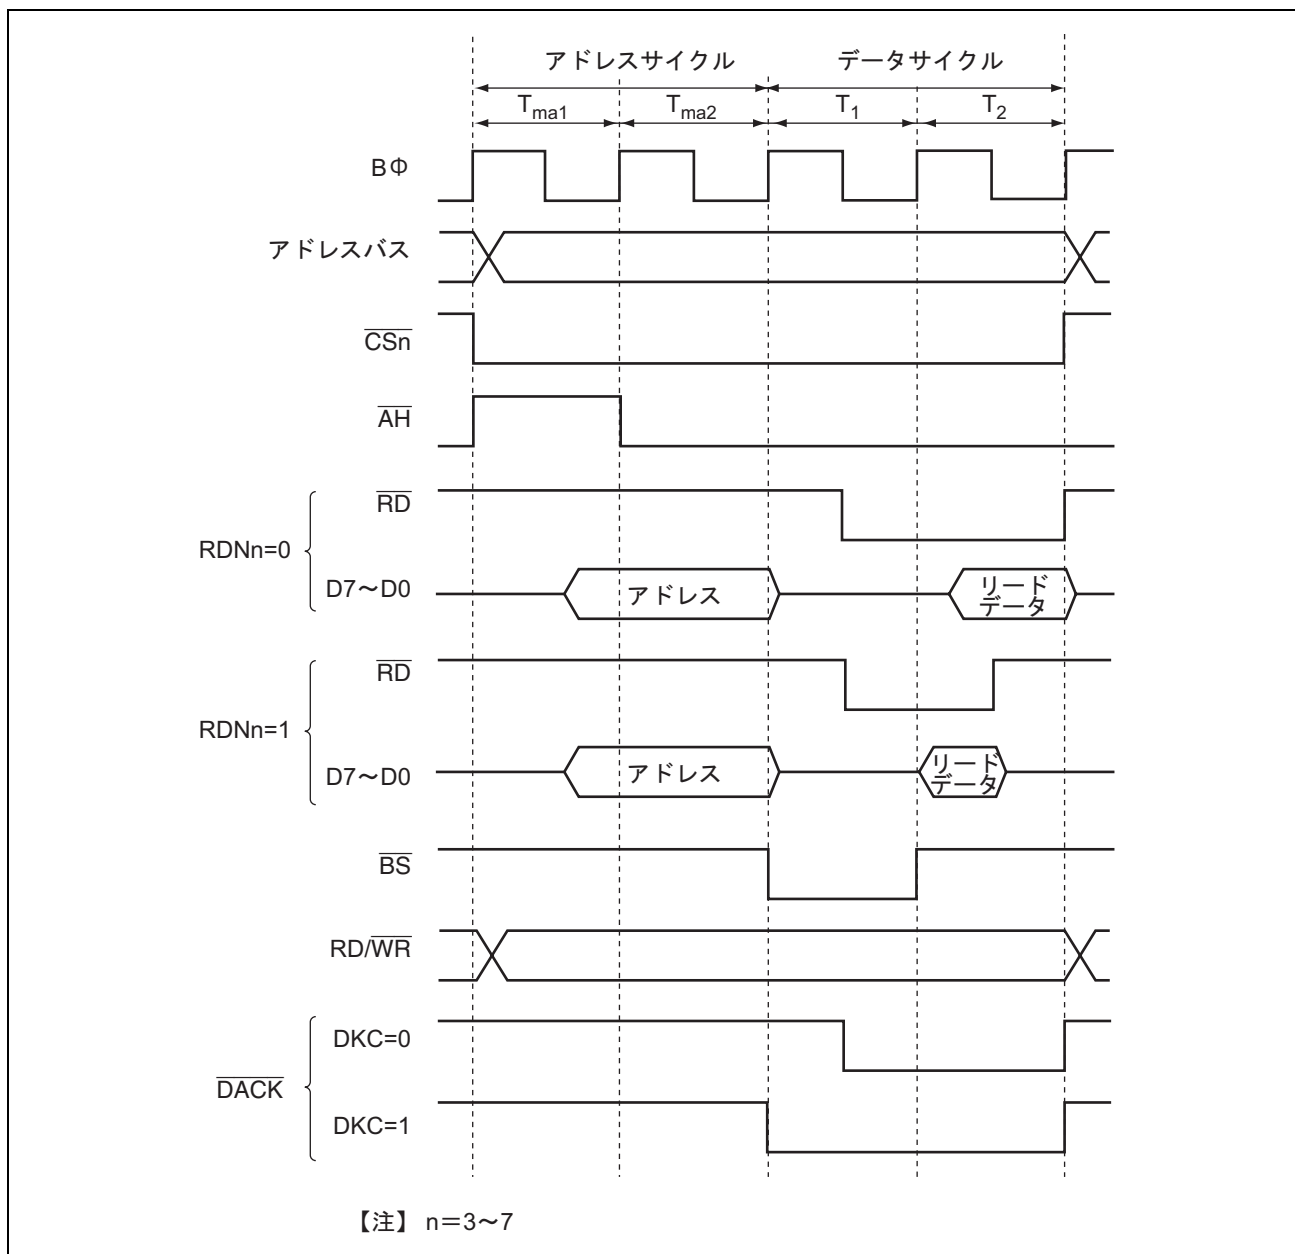 アドレスサイクル データサイクル
Tma1 Tma2 T1 T2
BΦ
アドレスバス
CSn
AH
RD
RDNn=0
D7～D0 アドレス リード
データ
RD
RDNn=1
D7～D0 アドレス リード
データ
BS
RD/WR
DKC=0
DACK
DKC=1
【注】 n＝3～7